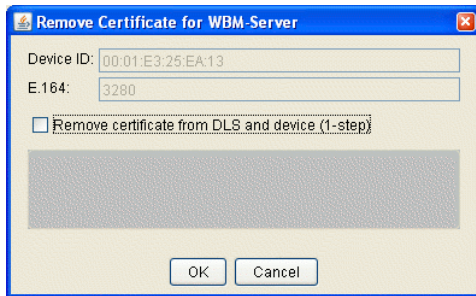 Remove Certificate for WBM-Server
Device ID: 00:01:E3:25:EA:13
E.164: 3280
Remove certificate from DLS and device (1-step)
OK Cancel